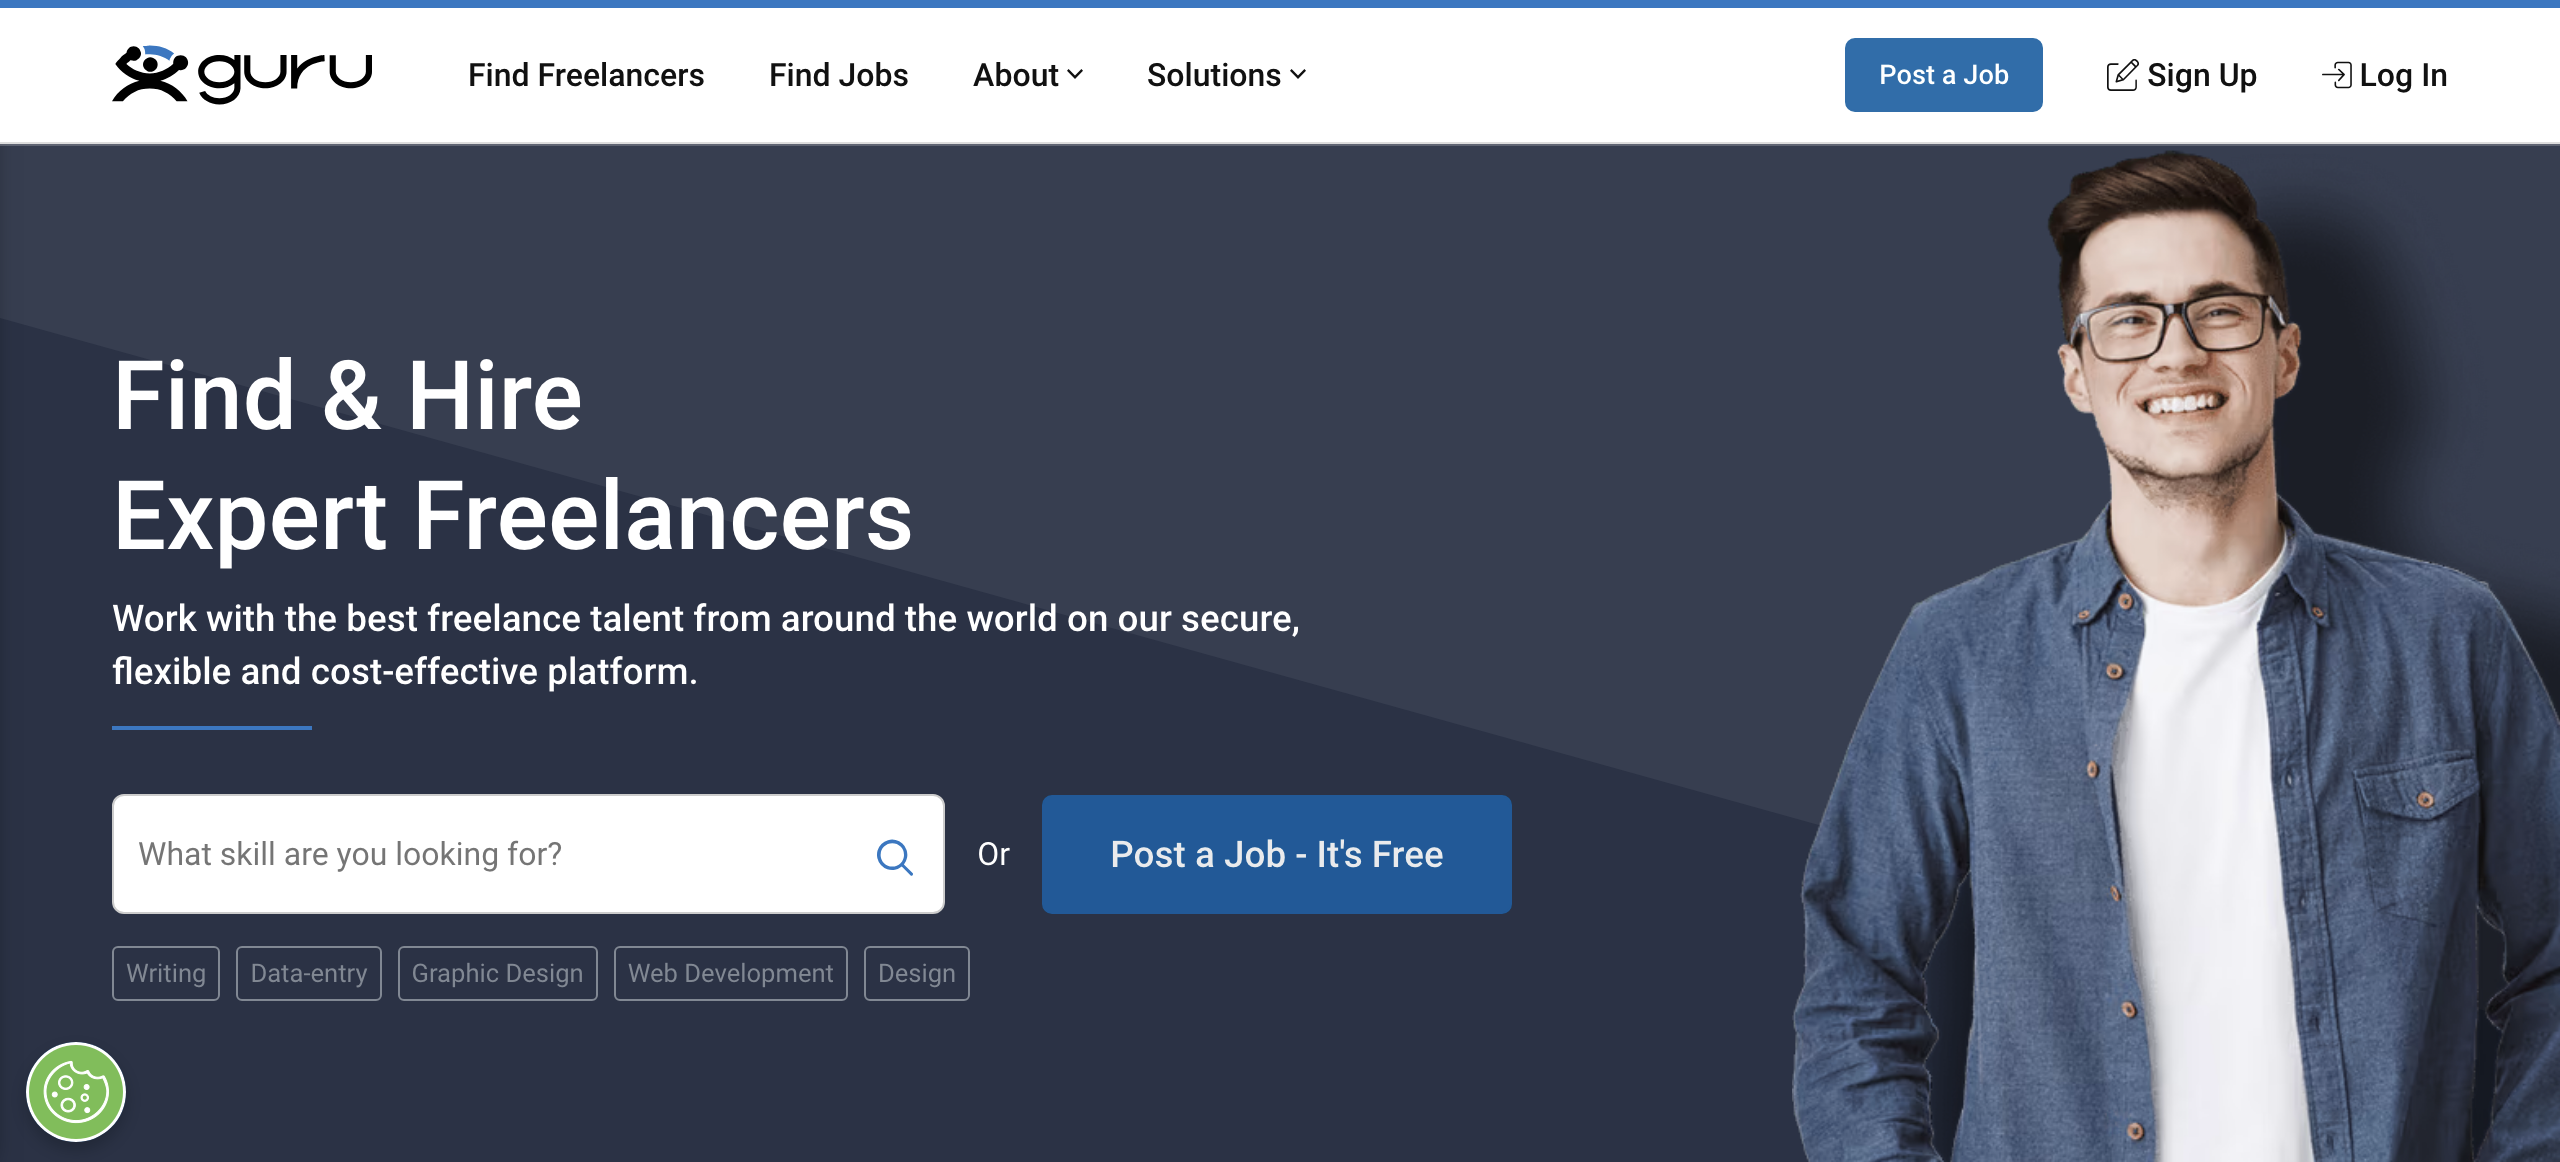 guru
Find Freelancers
Find Jobs
About
Solutions
Post a Job
Sign Up
Log In
Find & Hire
Expert Freelancers
Work with the best freelance talent from around the world on our secure,
flexible and cost-effective platform.
What skill are you looking for?
Or
Post a Job - It's Free
Writing
Data-entry
Graphic Design
Web Development
Design